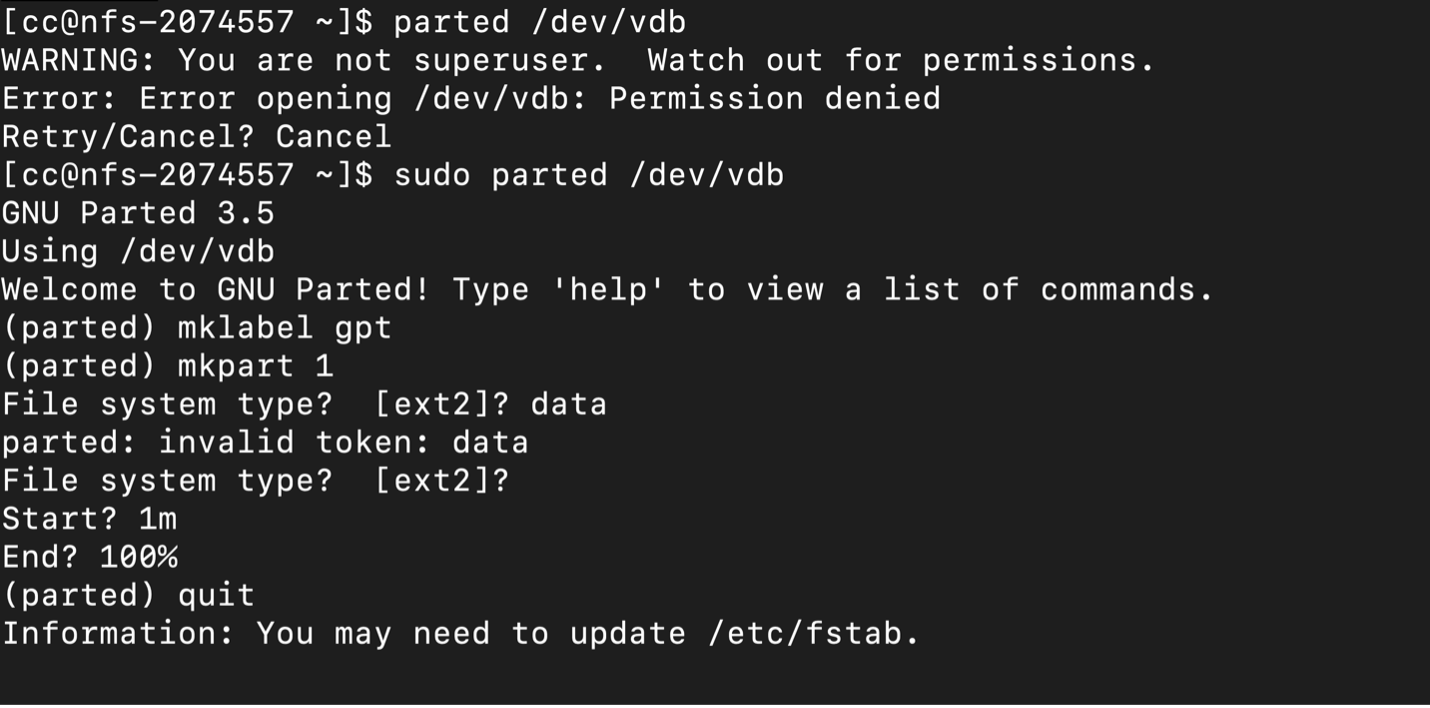 [cc@nfs-2074557 ~]$ parted /dev/vdb
WARNING: You are not superuser.  Watch out for permissions.
Error: Error opening /dev/vdb: Permission denied
Retry/Cancel? Cancel
[cc@nfs-2074557 ~]$ sudo parted /dev/vdb
GNU Parted 3.5
Using /dev/vdb
Welcome to GNU Parted! Type 'help' to view a list of commands.
(parted) mklabel gpt
(parted) mkpart 1
File system type?  [ext2]? data
parted: invalid token: data
File system type?  [ext2]?
Start? 1m
End? 100%
(parted) quit
Information: You may need to update /etc/fstab.